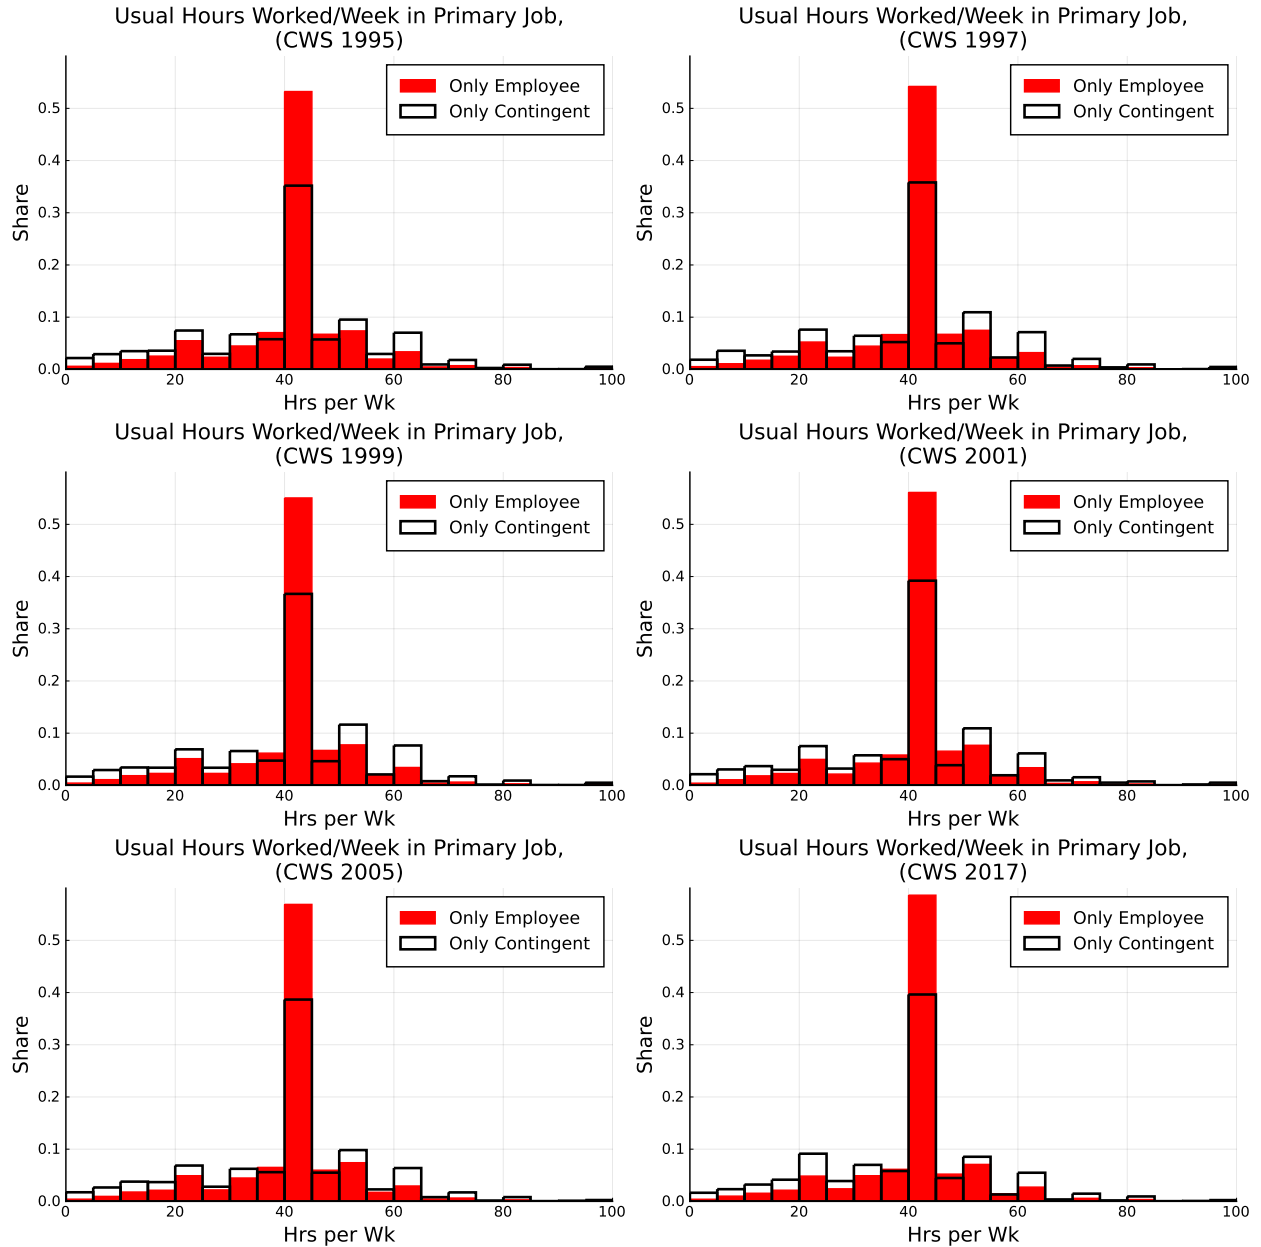 Usual Hours Worked/Week in Primary Job,
(CWS 1995)
Only Employee
Only Contingent
0.5
0.4
0.3
0.2
0.1
0.0
Share
0 20 40 60 80 100
Hrs per Wk
Usual Hours Worked/Week in Primary Job,
(CWS 1997)
Only Employee
Only Contingent
0.5
0.4
0.3
0.2
0.1
0.0
Share
0 20 40 60 80 100
Hrs per Wk
Usual Hours Worked/Week in Primary Job,
(CWS 1999)
Only Employee
Only Contingent
0.5
0.4
0.3
0.2
0.1
0.0
Share
0 20 40 60 80 100
Hrs per Wk
Usual Hours Worked/Week in Primary Job,
(CWS 2001)
Only Employee
Only Contingent
0.5
0.4
0.3
0.2
0.1
0.0
Share
0 20 40 60 80 100
Hrs per Wk
Usual Hours Worked/Week in Primary Job,
(CWS 2005)
Only Employee
Only Contingent
0.5
0.4
0.3
0.2
0.1
0.0
Share
0 20 40 60 80 100
Hrs per Wk
Usual Hours Worked/Week in Primary Job,
(CWS 2017)
Only Employee
Only Contingent
0.5
0.4
0.3
0.2
0.1
0.0
Share
0 20 40 60 80 100
Hrs per Wk